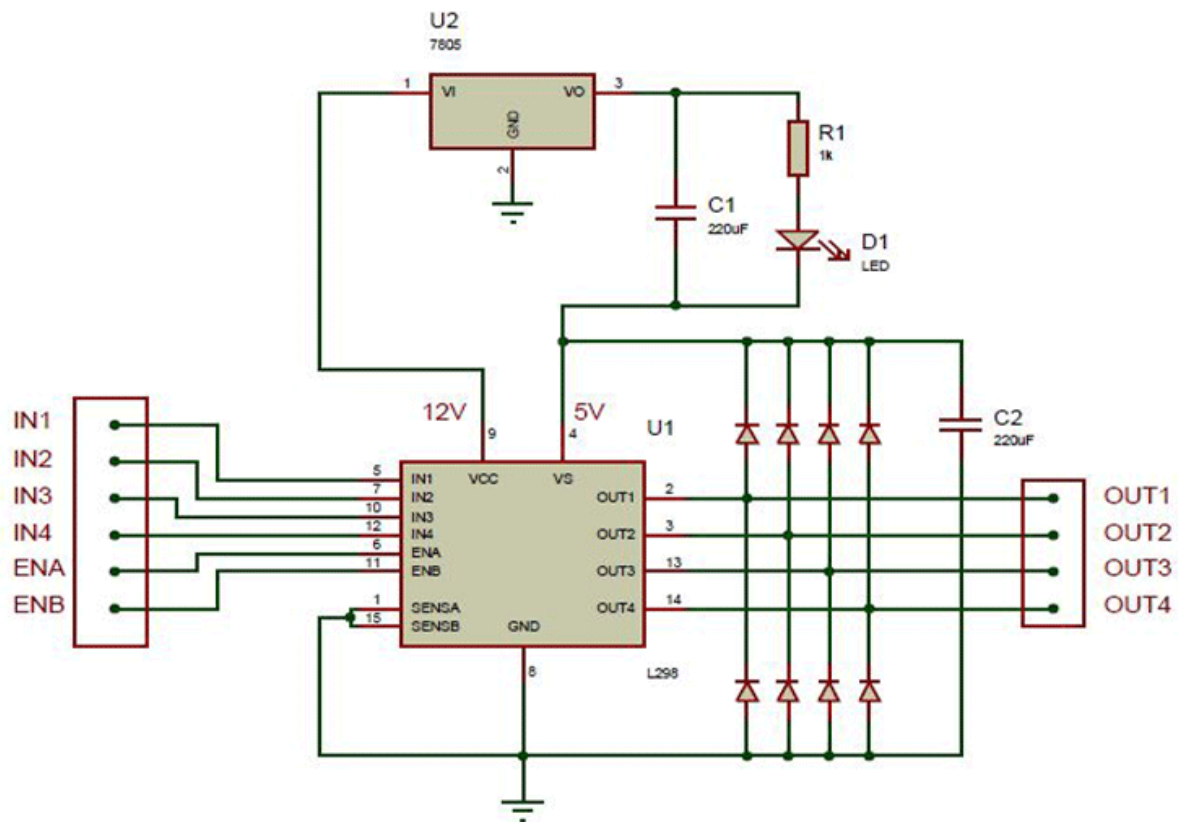 U2
7805
1
VI
VO
3
GND
2
R1
1k
C1
220uF
D1
LED
12V
5V
9
4
U1
C2
220uF
IN1
IN2
IN3
IN4
ENA
ENB
5
7
10
12
6
11
1
15
IN1
IN2
IN3
IN4
ENA
ENB
SENSA
SENSB
VCC
VS
GND
OUT1
OUT2
OUT3
OUT4
2
3
13
14
8
L298
OUT1
OUT2
OUT3
OUT4